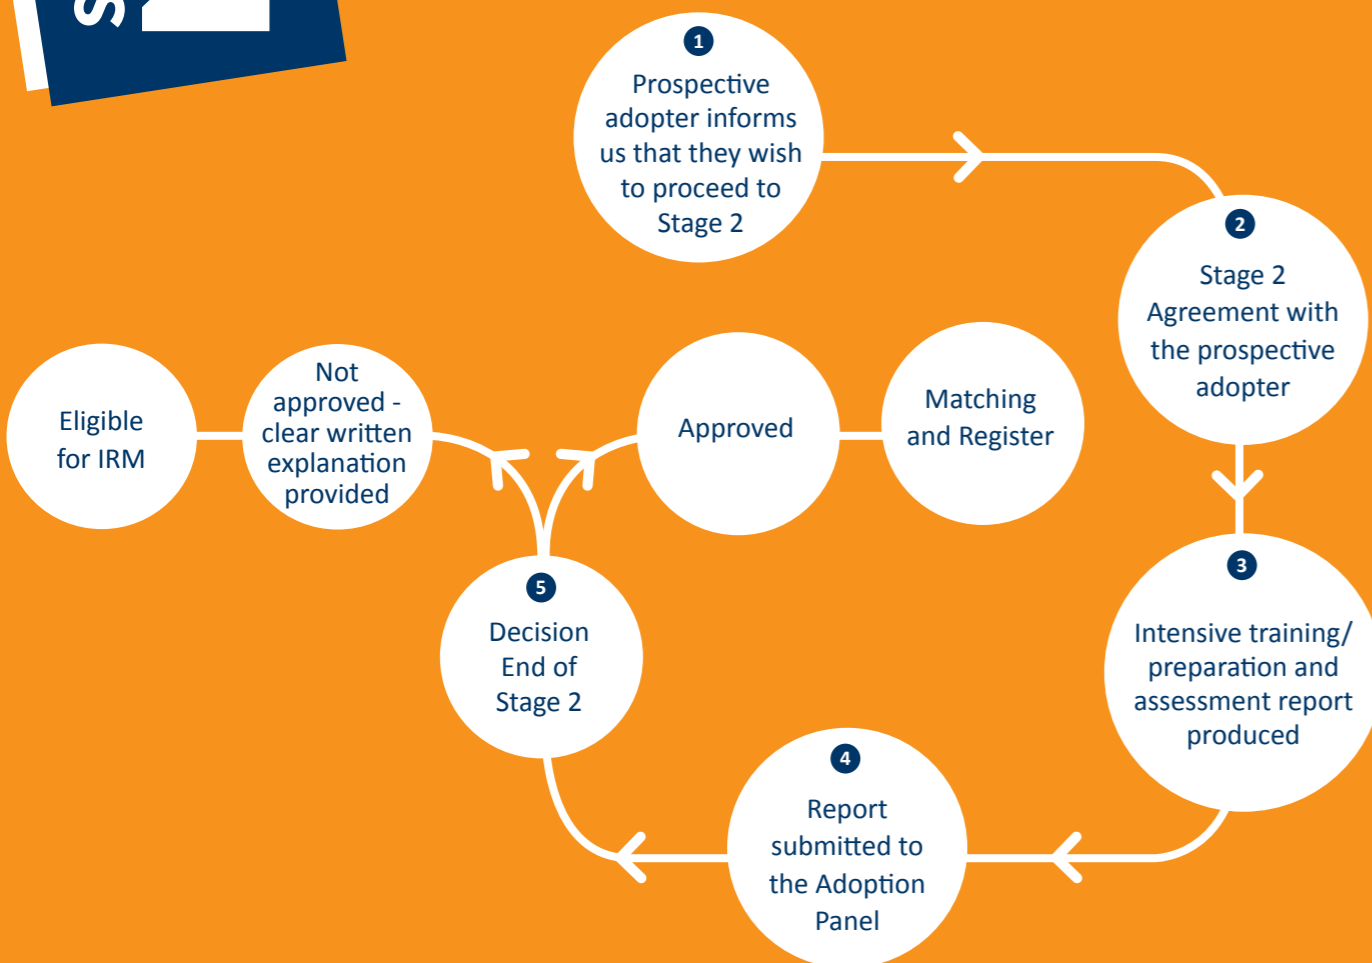 1
Prospective
adopter informs
us that they wish
to proceed to
Stage 2
2
Stage 2
Agreement with
the prospective
adopter
3
Intensive training/
preparation and
assessment report
produced
4
Report
submitted to
the Adoption
Panel
5
Decision
End of
Stage 2
Not
approved -
clear written
explanation
provided
Eligible
for IRM
Approved
Matching
and Register